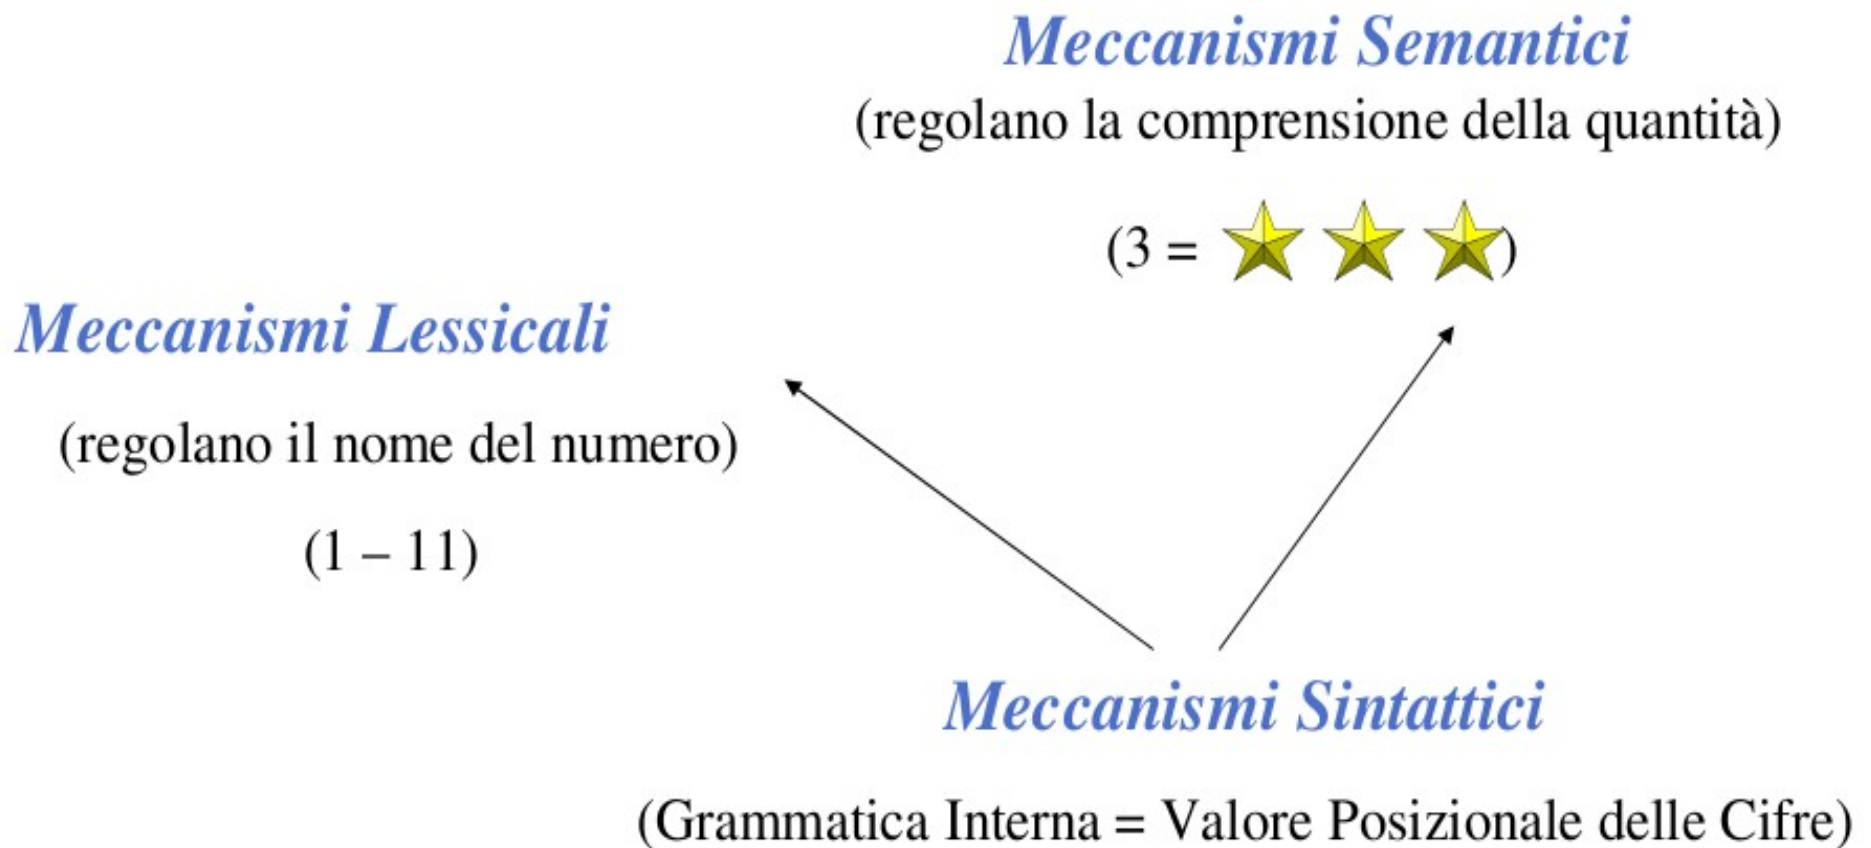 Meccanismi Semantici
(regolano la comprensione della quantità)
(3 = )
Meccanismi Lessicali
(regolano il nome del numero)
(1 – 11)
Meccanismi Sintattici
(Grammatica Interna = Valore Posizionale delle Cifre)